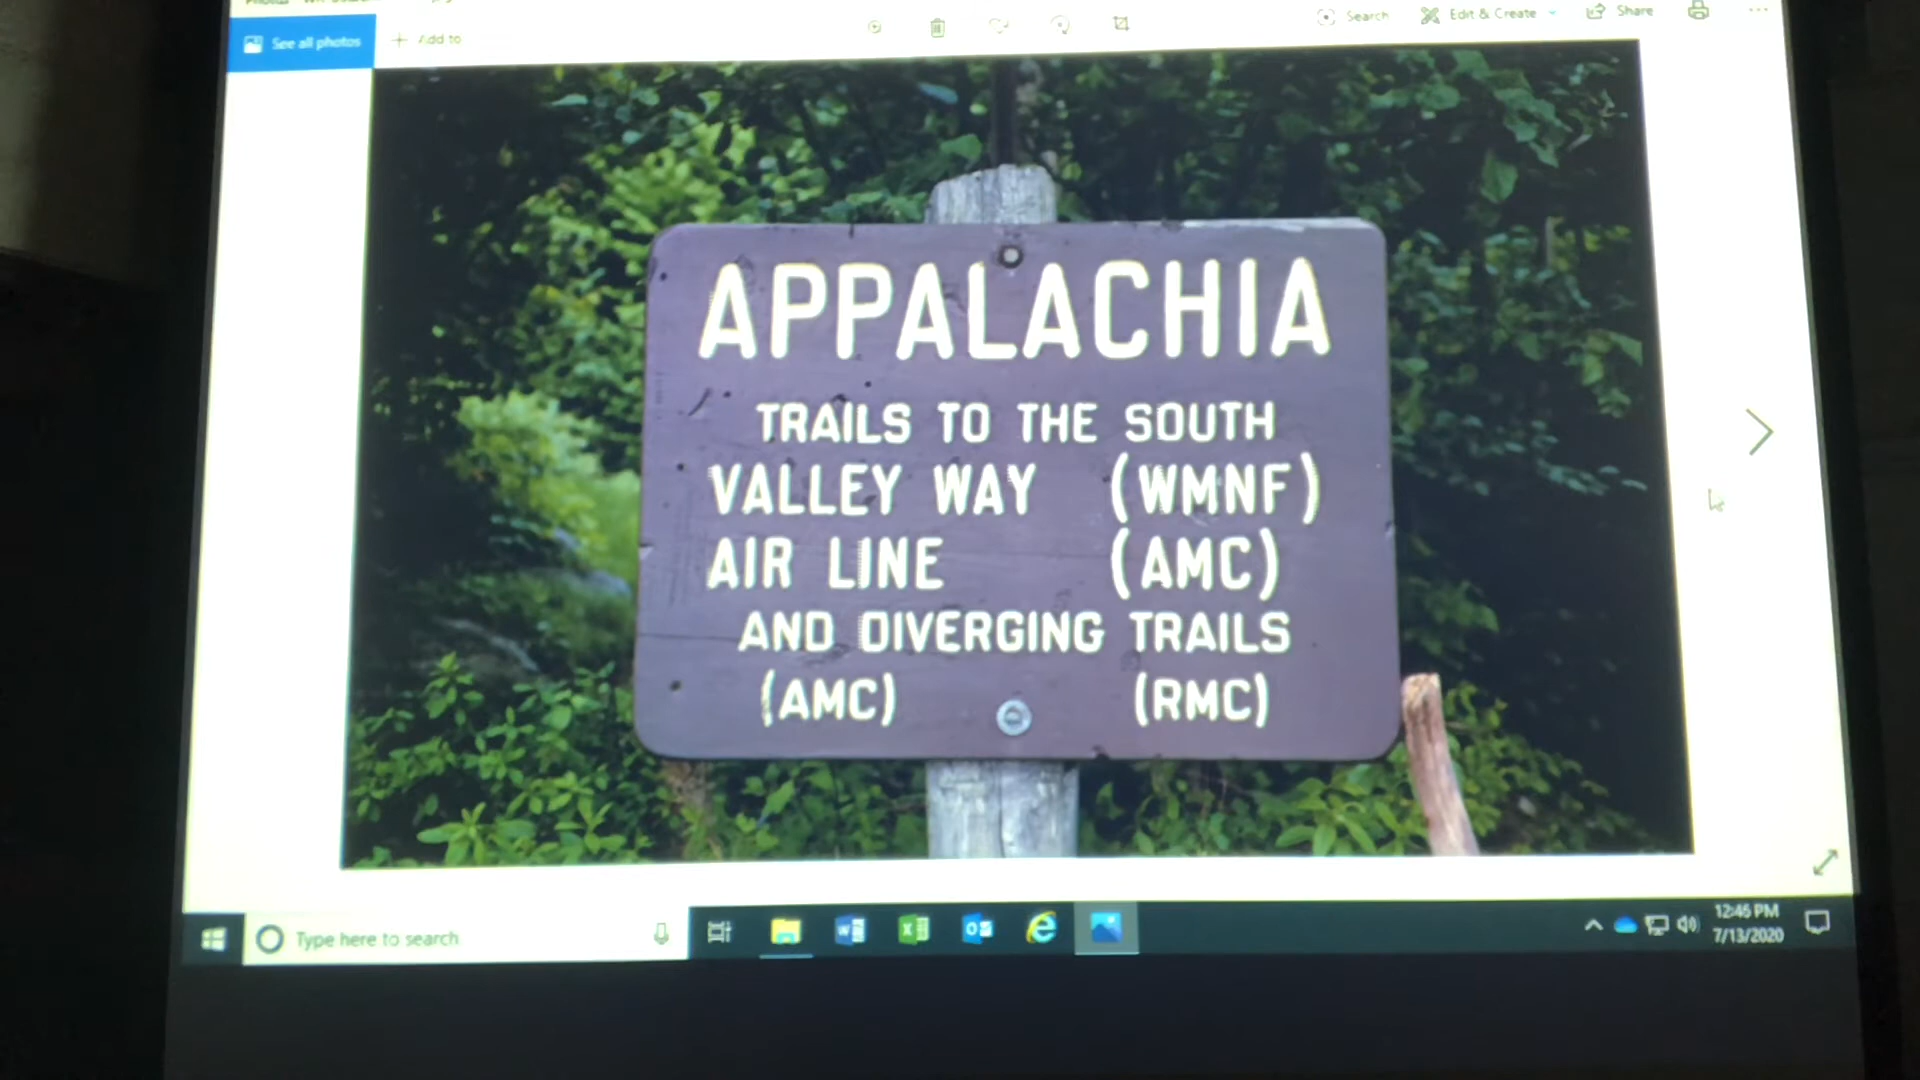 Search
Edit & Create
Share
See all photos
Add to
APPALACHIA
TRAILS TO THE SOUTH
VALLEY WAY (WMNF)
AIR LINE (AMC)
AND DIVERGING TRAILS
(AMC) (RMC)
Type here to search
12:45 PM
7/13/2020